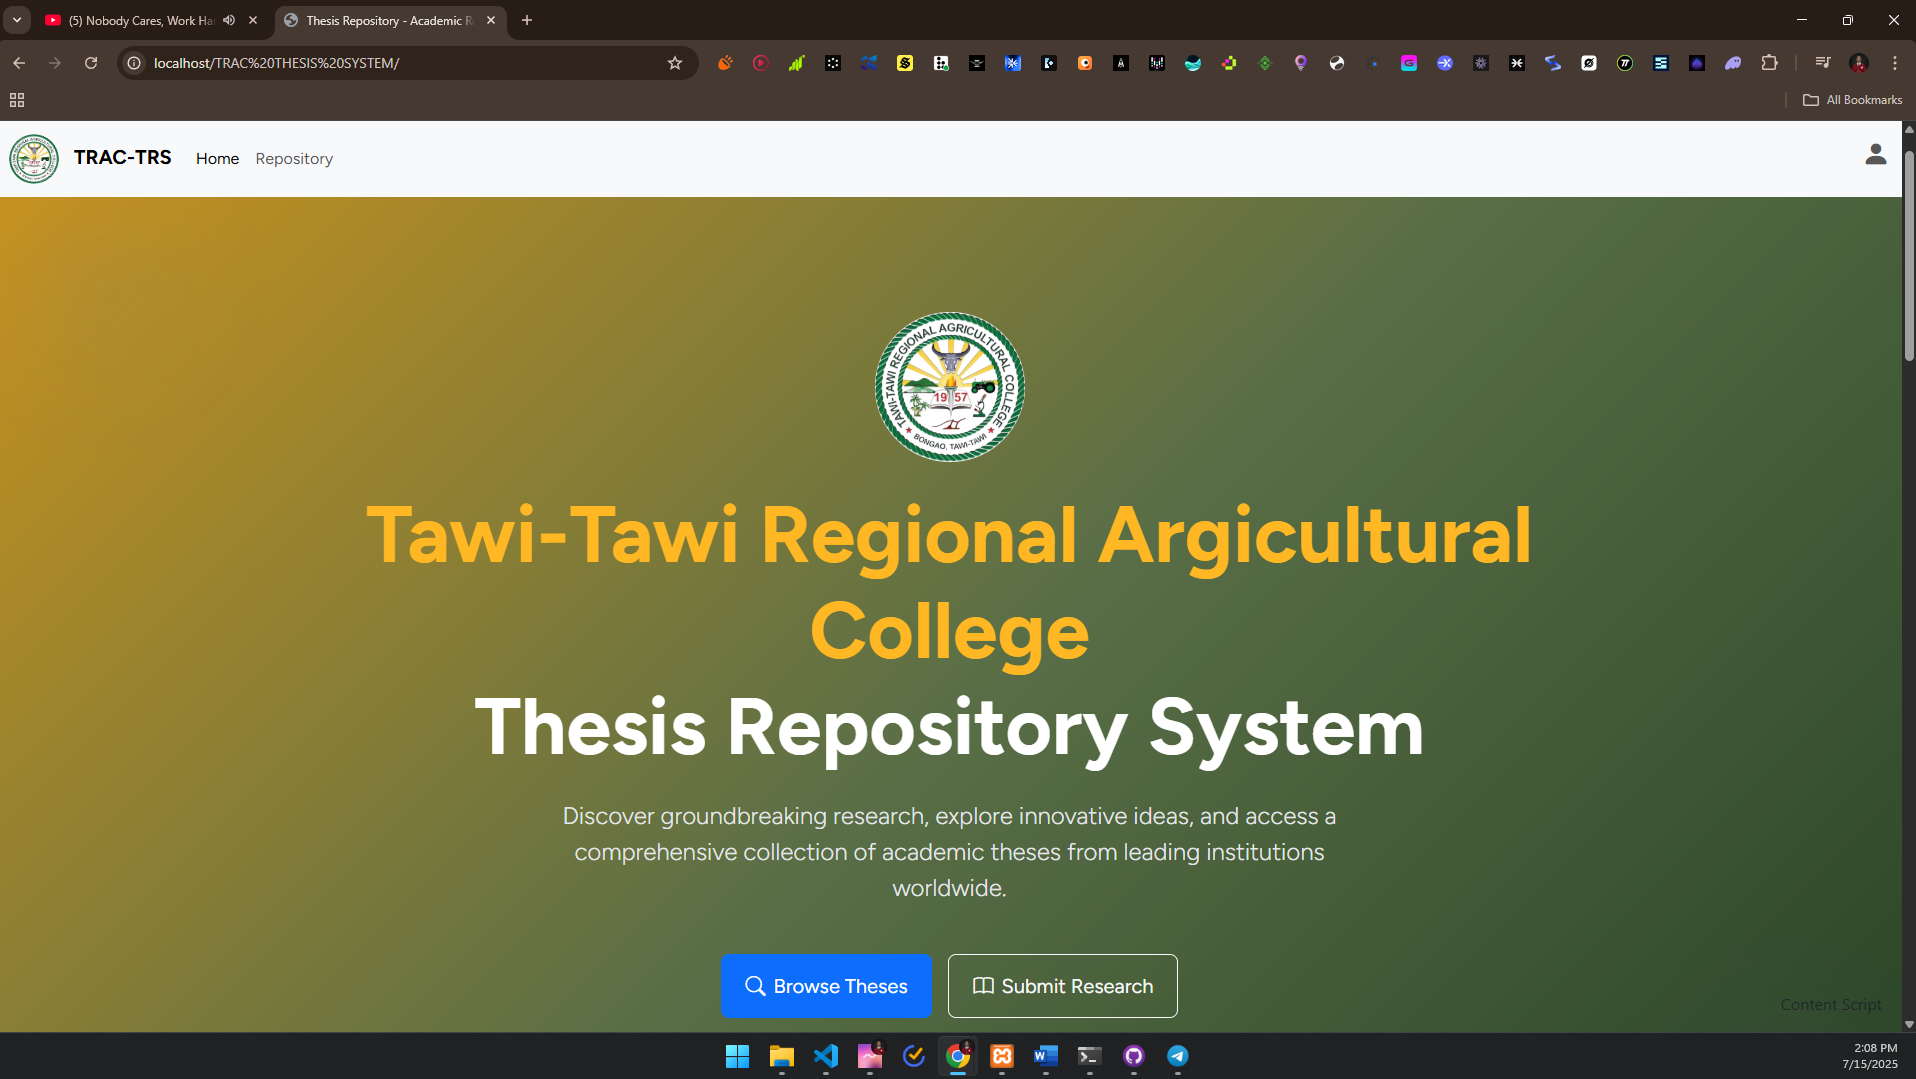 (5) Nobody Cares, Work Har
Thesis Repository - Academic R
localhost/TRAC%20THESIS%20SYSTEM/
All Bookmarks
TRAC-TRS
Home
Repository
TAWI-TAWI REGIONAL AGRICULTURAL COLLEGE
1957
BONGAO, TAWI-TAWI
Tawi-Tawi Regional Argicultural
College
Thesis Repository System
Discover groundbreaking research, explore innovative ideas, and access a
comprehensive collection of academic theses from leading institutions
worldwide.
Browse Theses
Submit Research
Content Script
2:08 PM
7/15/2025